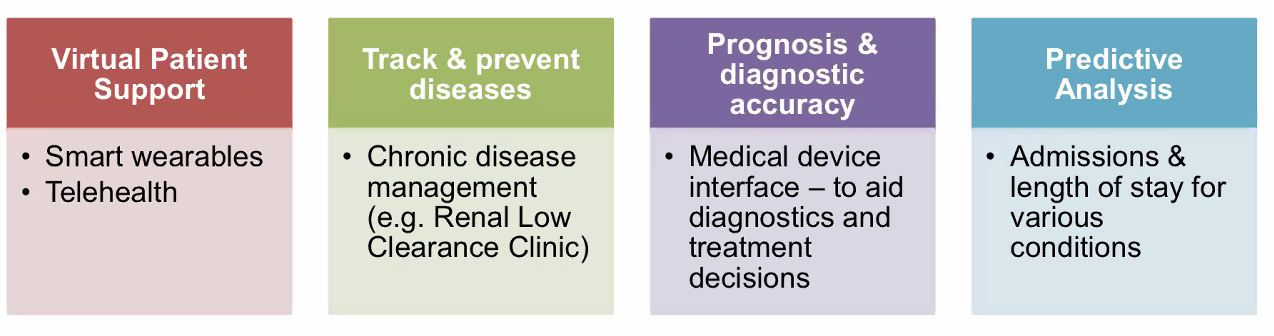 Virtual Patient
Support
• Smart wearables
• Telehealth
Track & prevent
diseases
• Chronic disease
management
(e.g. Renal Low
Clearance Clinic)
Prognosis &
diagnostic
accuracy
• Medical device
interface – to aid
diagnostics and
treatment
decisions
Predictive
Analysis
• Admissions &
length of stay for
various
conditions